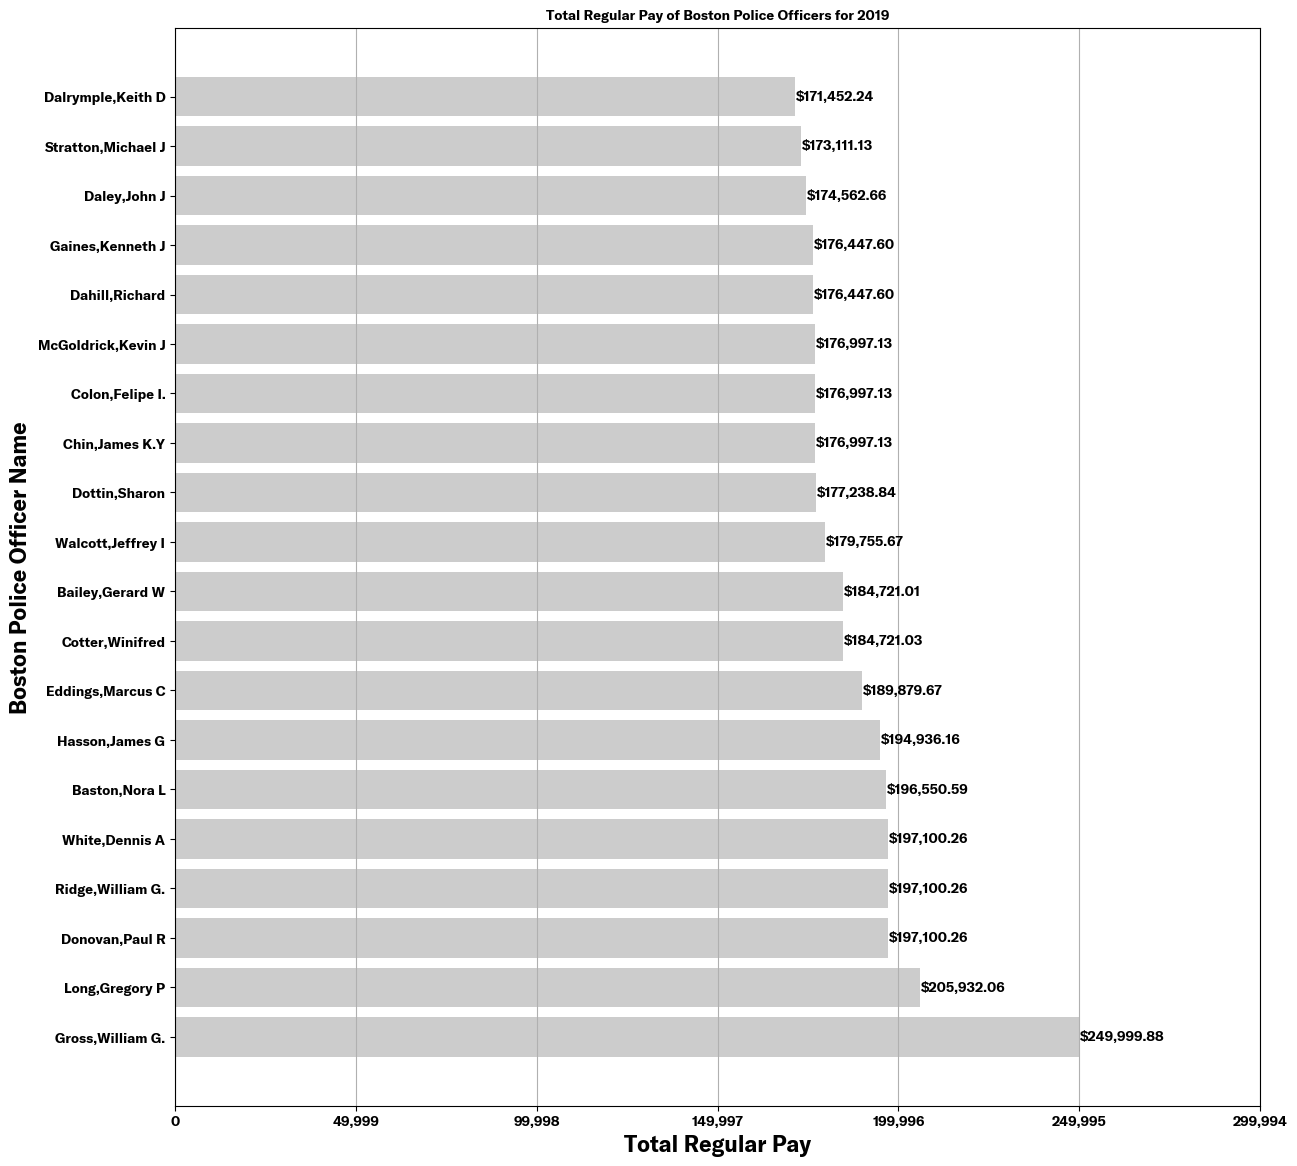 Total Regular Pay of Boston Police Officers for 2019
Dalrymple,Keith D $171,452.24
Stratton,Michael J $173,111.13
Daley,John J $174,562.66
Gaines,Kenneth J $176,447.60
Dahill,Richard $176,447.60
McGoldrick,Kevin J $176,997.13
Colon,Felipe I. $176,997.13
Chin,James K.Y $176,997.13
Dottin,Sharon $177,238.84
Walcott,Jeffrey I $179,755.67
Bailey,Gerard W $184,721.01
Cotter,Winifred $184,721.03
Eddings,Marcus C $189,879.67
Hasson,James G $194,936.16
Baston,Nora L $196,550.59
White,Dennis A $197,100.26
Ridge,William G. $197,100.26
Donovan,Paul R $197,100.26
Long,Gregory P $205,932.06
Gross,William G. $249,999.88
Boston Police Officer Name
0 49,999 99,998 149,997 199,996 249,995 299,994
Total Regular Pay